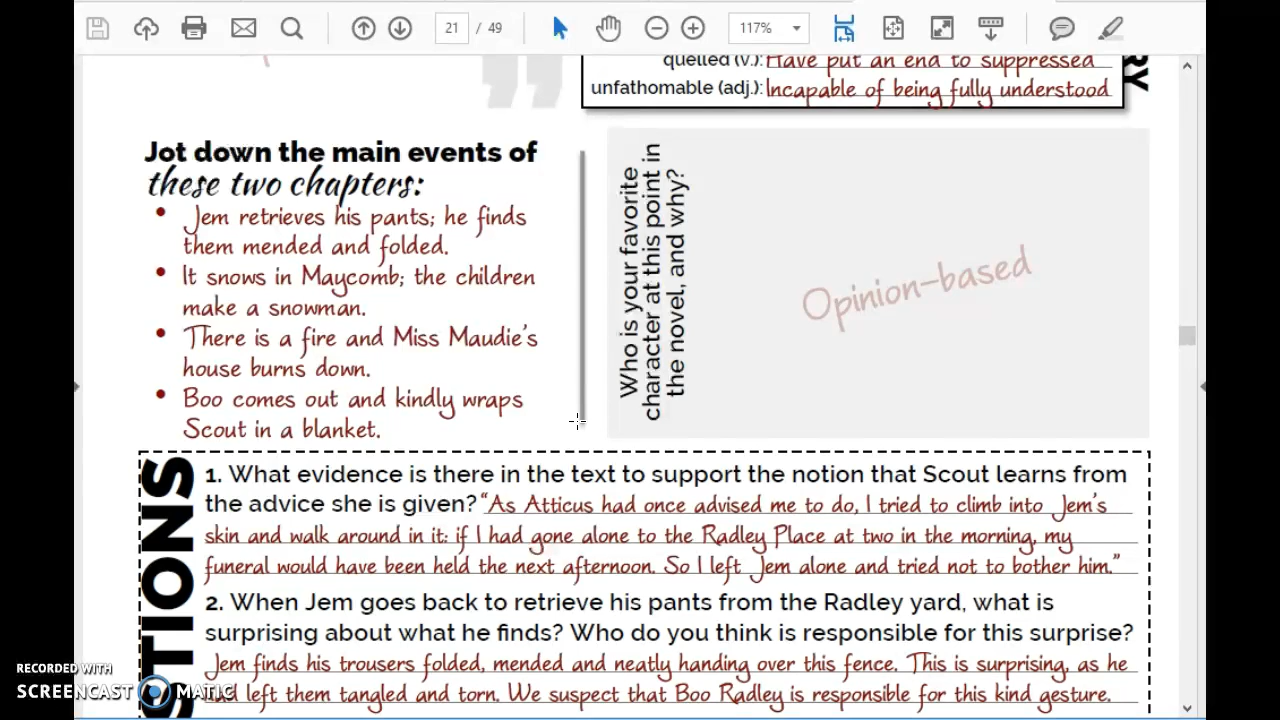 21 / 49
117%
quelled (v.): Have put an end to suppressed
unfathomable (adj.): Incapable of being fully understood
RY
Jot down the main events of
these two chapters:
• Jem retrieves his pants; he finds
them mended and folded.
• It snows in Maycomb; the children
make a snowman.
• There is a fire and Miss Maudie's
house burns down.
• Boo comes out and kindly wraps
Scout in a blanket.
Who is your favorite
character at this point in
the novel, and why?
Opinion-based
STIONS
1. What evidence is there in the text to support the notion that Scout learns from
the advice she is given? “As Atticus had once advised me to do, I tried to climb into Jem's
skin and walk around in it: if I had gone alone to the Radley Place at two in the morning, my
funeral would have been held the next afternoon. So I left Jem alone and tried not to bother him.”
2. When Jem goes back to retrieve his pants from the Radley yard, what is
surprising about what he finds? Who do you think is responsible for this surprise?
Jem finds his trousers folded, mended and neatly handing over this fence. This is surprising, as he
left them tangled and torn. We suspect that Boo Radley is responsible for this kind gesture.
RECORDED WITH
SCREENCAST MATIC